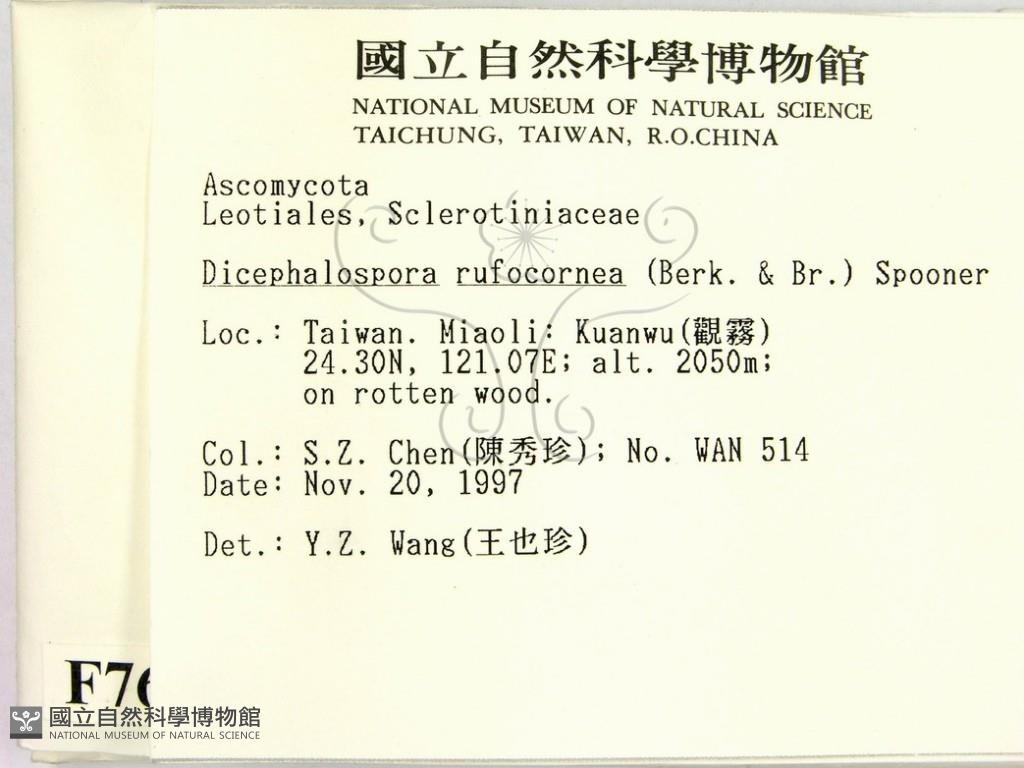 國立自然科學博物館
NATIONAL MUSEUM OF NATURAL SCIENCE
TAICHUNG, TAIWAN, R.O.CHINA
Ascomycota
Leotiales, Sclerotiniaceae
Dicephalospora rufocornea (Berk. & Br.) Spooner
Loc.: Taiwan. Miaoli: Kuanwu(觀霧)
24.30N, 121.07E; alt. 2050m;
on rotten wood.
Col.: S.Z. Chen(陳秀珍); No. WAN 514
Date: Nov. 20, 1997
Det.: Y.Z. Wang(王也珍)
F76
國立自然科學博物館
NATIONAL MUSEUM OF NATURAL SCIENCE